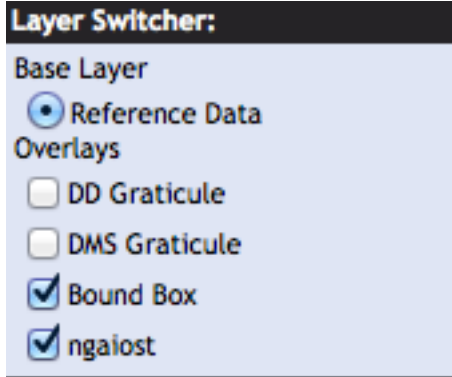 Layer Switcher:
Base Layer
Reference Data
Overlays
DD Graticule
DMS Graticule
Bound Box
ngaiost